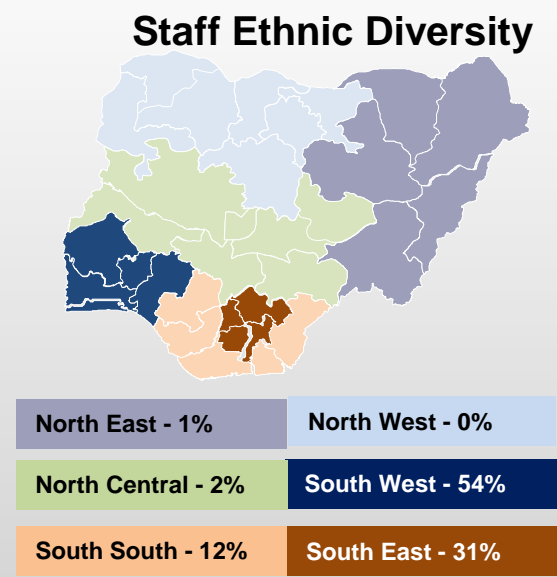 Staff Ethnic Diversity
North East - 1%
North West - 0%
North Central - 2%
South West - 54%
South South - 12%
South East - 31%